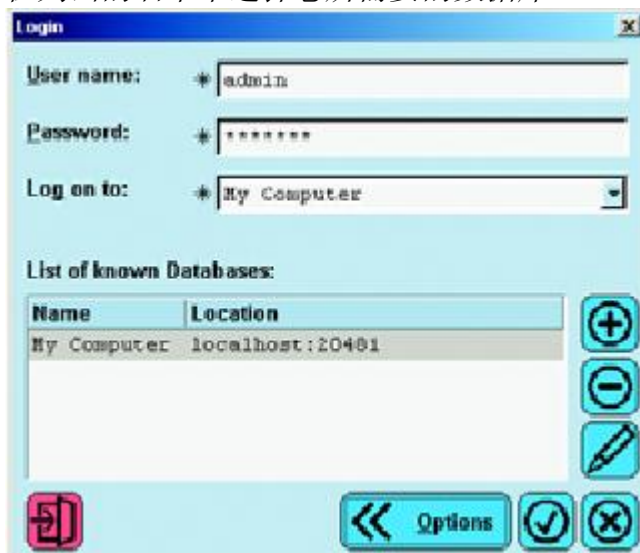 Login
User name: * admin
Password: * *******
Log on to: * My Computer
List of known Databases:
Name Location
My Computer localhost:20481
Options